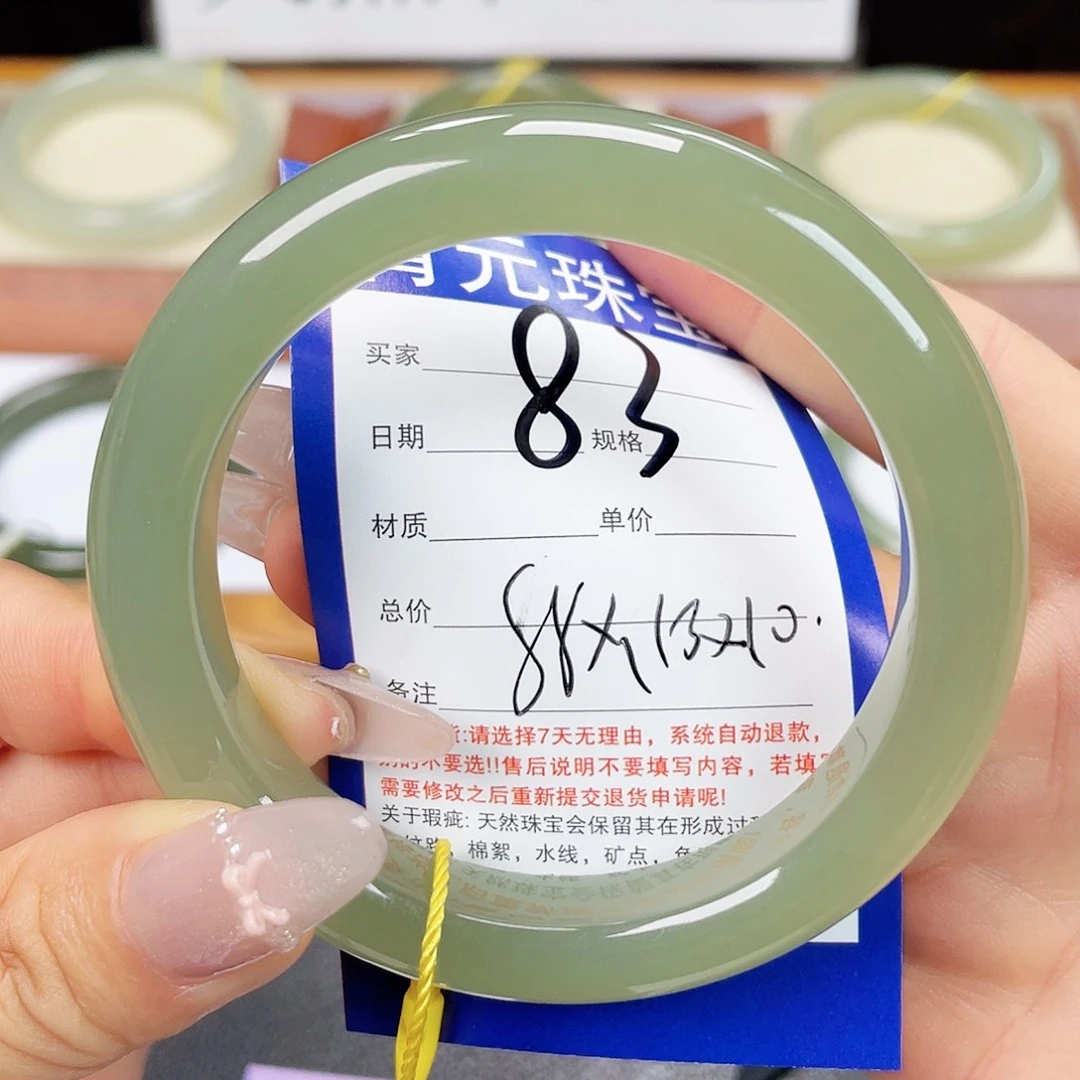 元珠宝
83
买家
日期 规格
材质 单价
总价
88x13x10.
备注
:请选择7天无理由，系统自动退款，
不要选!!售后说明不要填写内容，若填
需要修改之后重新提交退货申请呢!
关于瑕疵: 天然珠宝会保留其在形成过
，棉絮，水线，矿点，